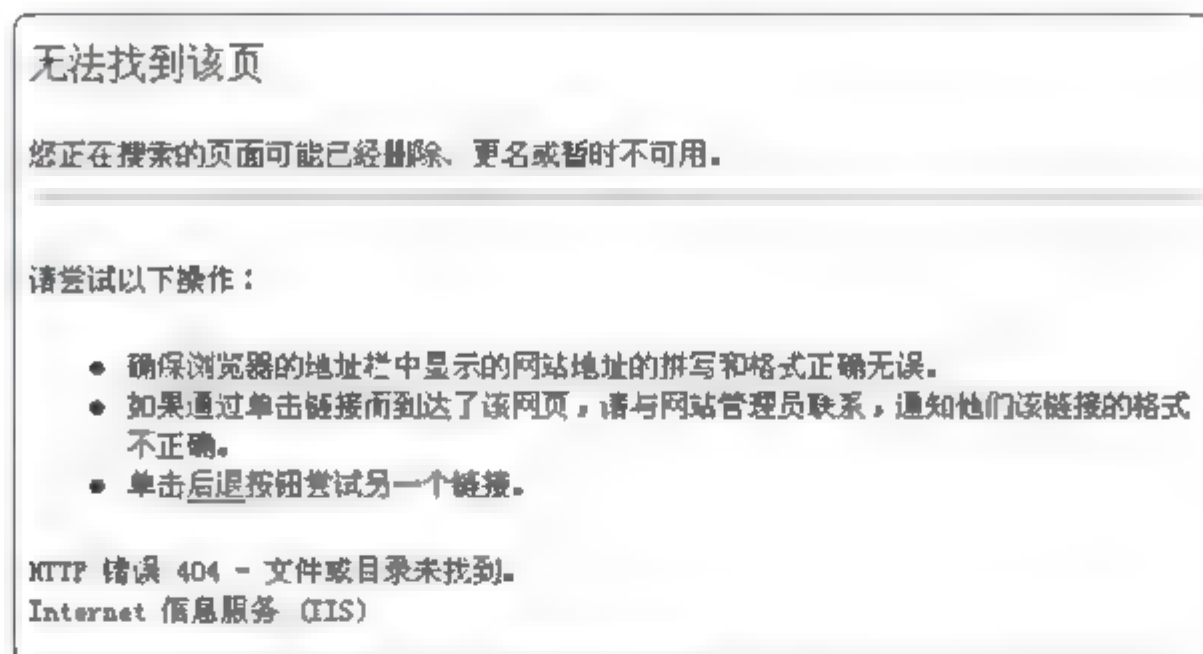 无法找到该页
您正在搜索的页面可能已经删除、更名或暂时不可用。
请尝试以下操作：
● 确保浏览器的地址栏中显示的网站地址的拼写和格式正确无误。
● 如果通过单击链接而到达了该网页，请与网站管理员联系，通知他们该链接的格式
不正确。
● 单击后退按钮尝试另一个链接。
HTTP 错误 404 - 文件或目录未找到。
Internet 信息服务 (IIS)